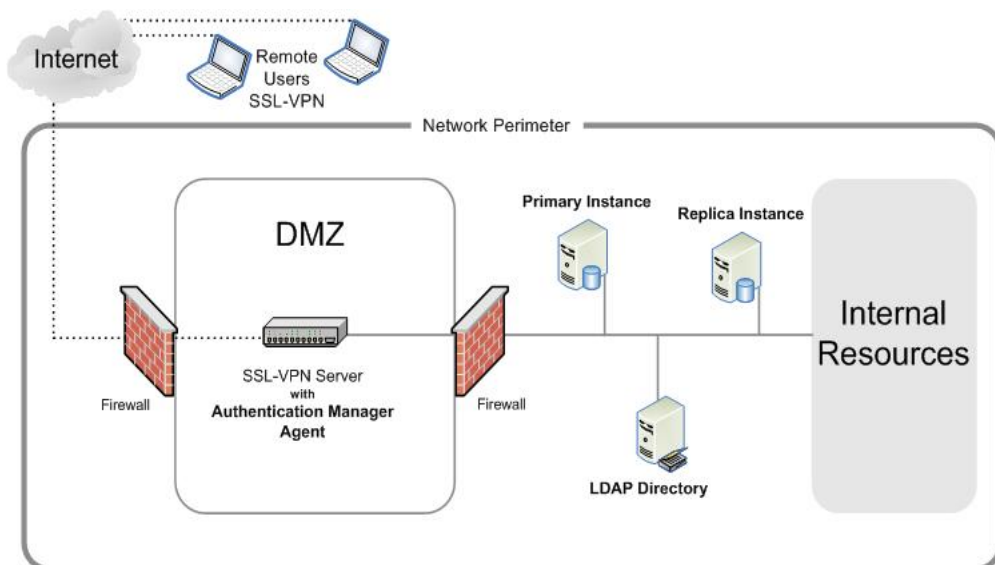 Internet
Remote
Users
SSL-VPN
Network Perimeter
DMZ
Primary Instance
Replica Instance
Internal
Resources
Firewall
SSL-VPN Server
with
Authentication Manager
Agent
Firewall
LDAP Directory